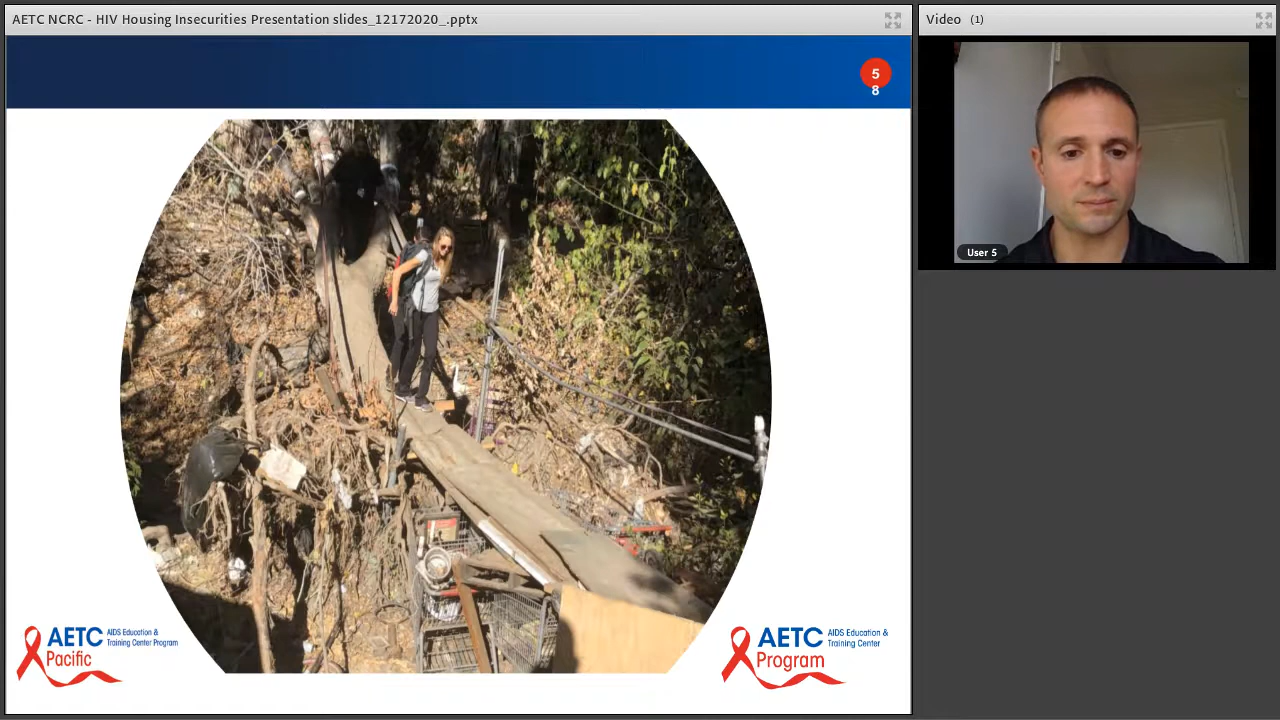 AETC NCRC - HIV Housing Insecurities Presentation slides_12172020_.pptx
Video (1)
5
8
User 5
AETC AIDS Education &
Training Center Program
Pacific
AETC AIDS Education &
Training Center
Program